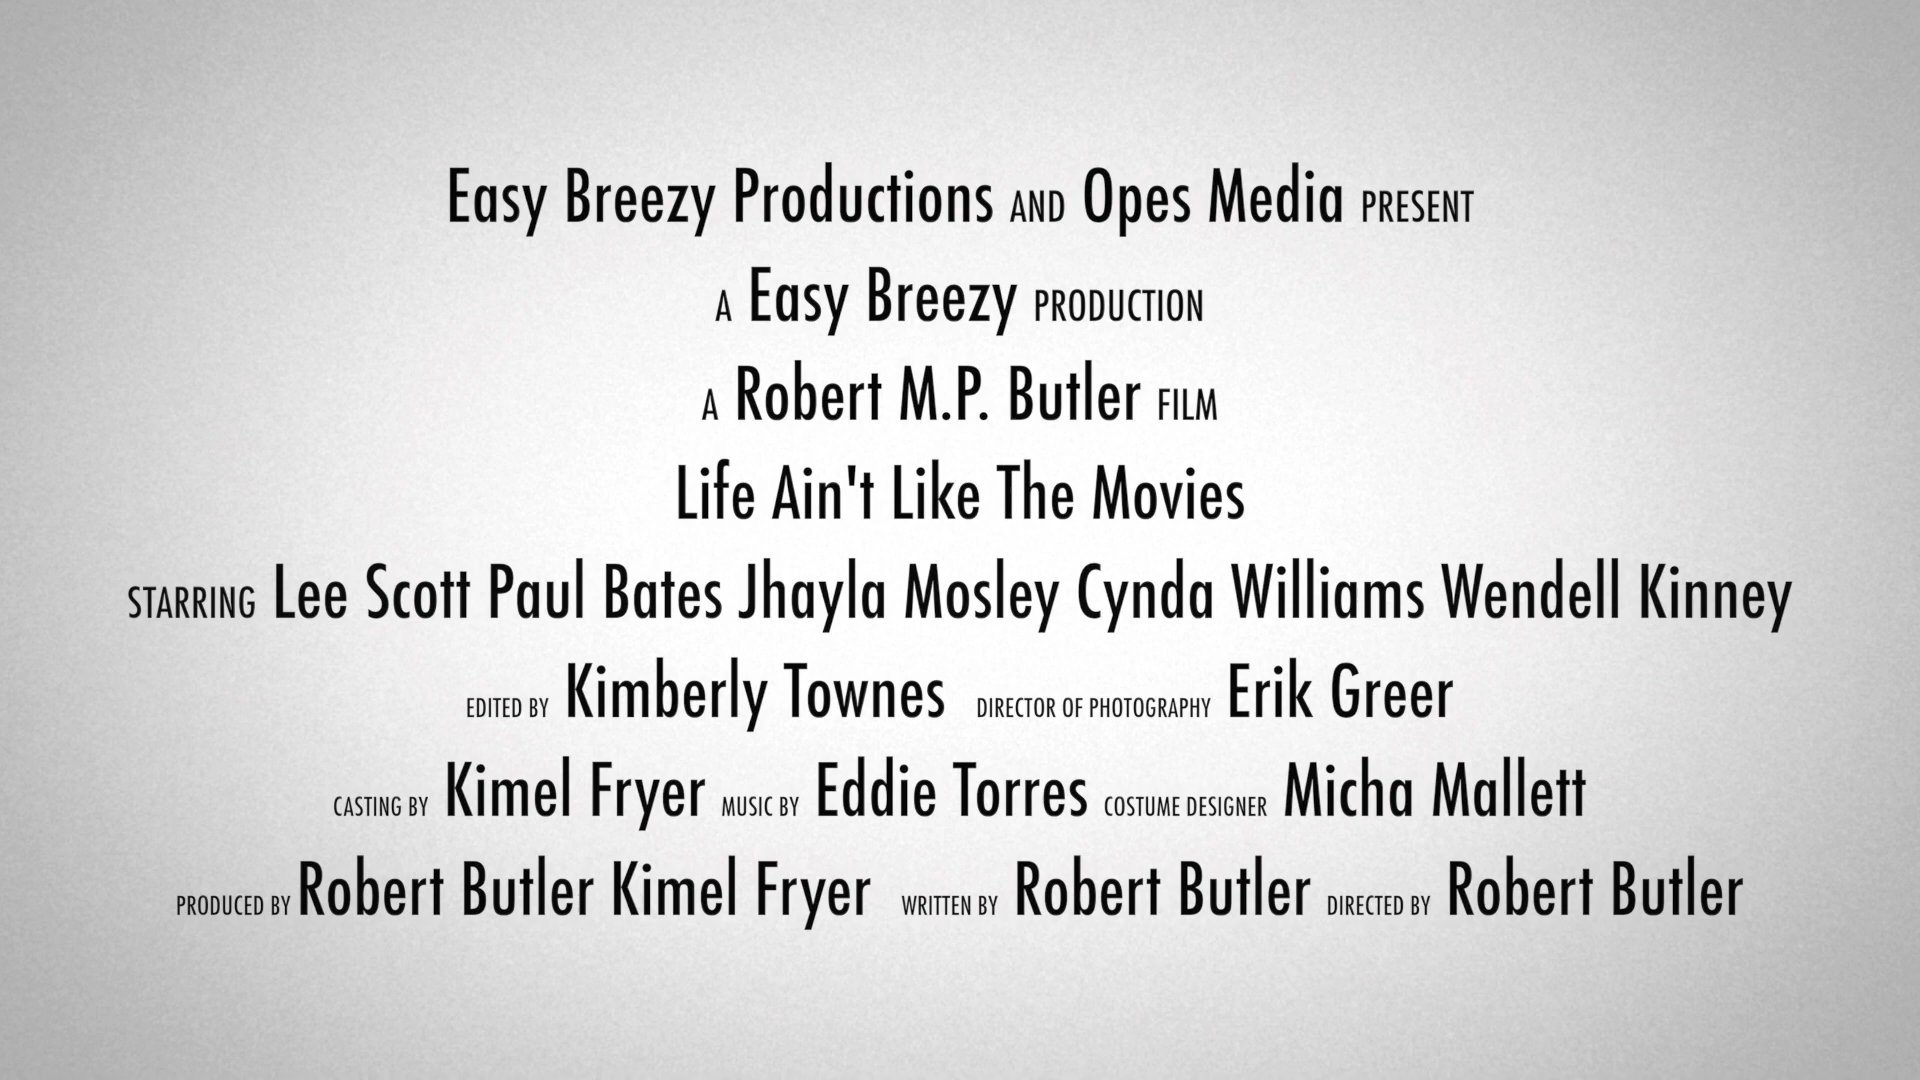 Easy Breezy Productions AND Opes Media PRESENT
A Easy Breezy PRODUCTION
A Robert M.P. Butler FILM
Life Ain't Like The Movies
STARRING Lee Scott Paul Bates Jhayla Mosley Cynda Williams Wendell Kinney
EDITED BY Kimberly Townes DIRECTOR OF PHOTOGRAPHY Erik Greer
CASTING BY Kimel Fryer MUSIC BY Eddie Torres COSTUME DESIGNER Micha Mallett
PRODUCED BY Robert Butler Kimel Fryer WRITTEN BY Robert Butler DIRECTED BY Robert Butler